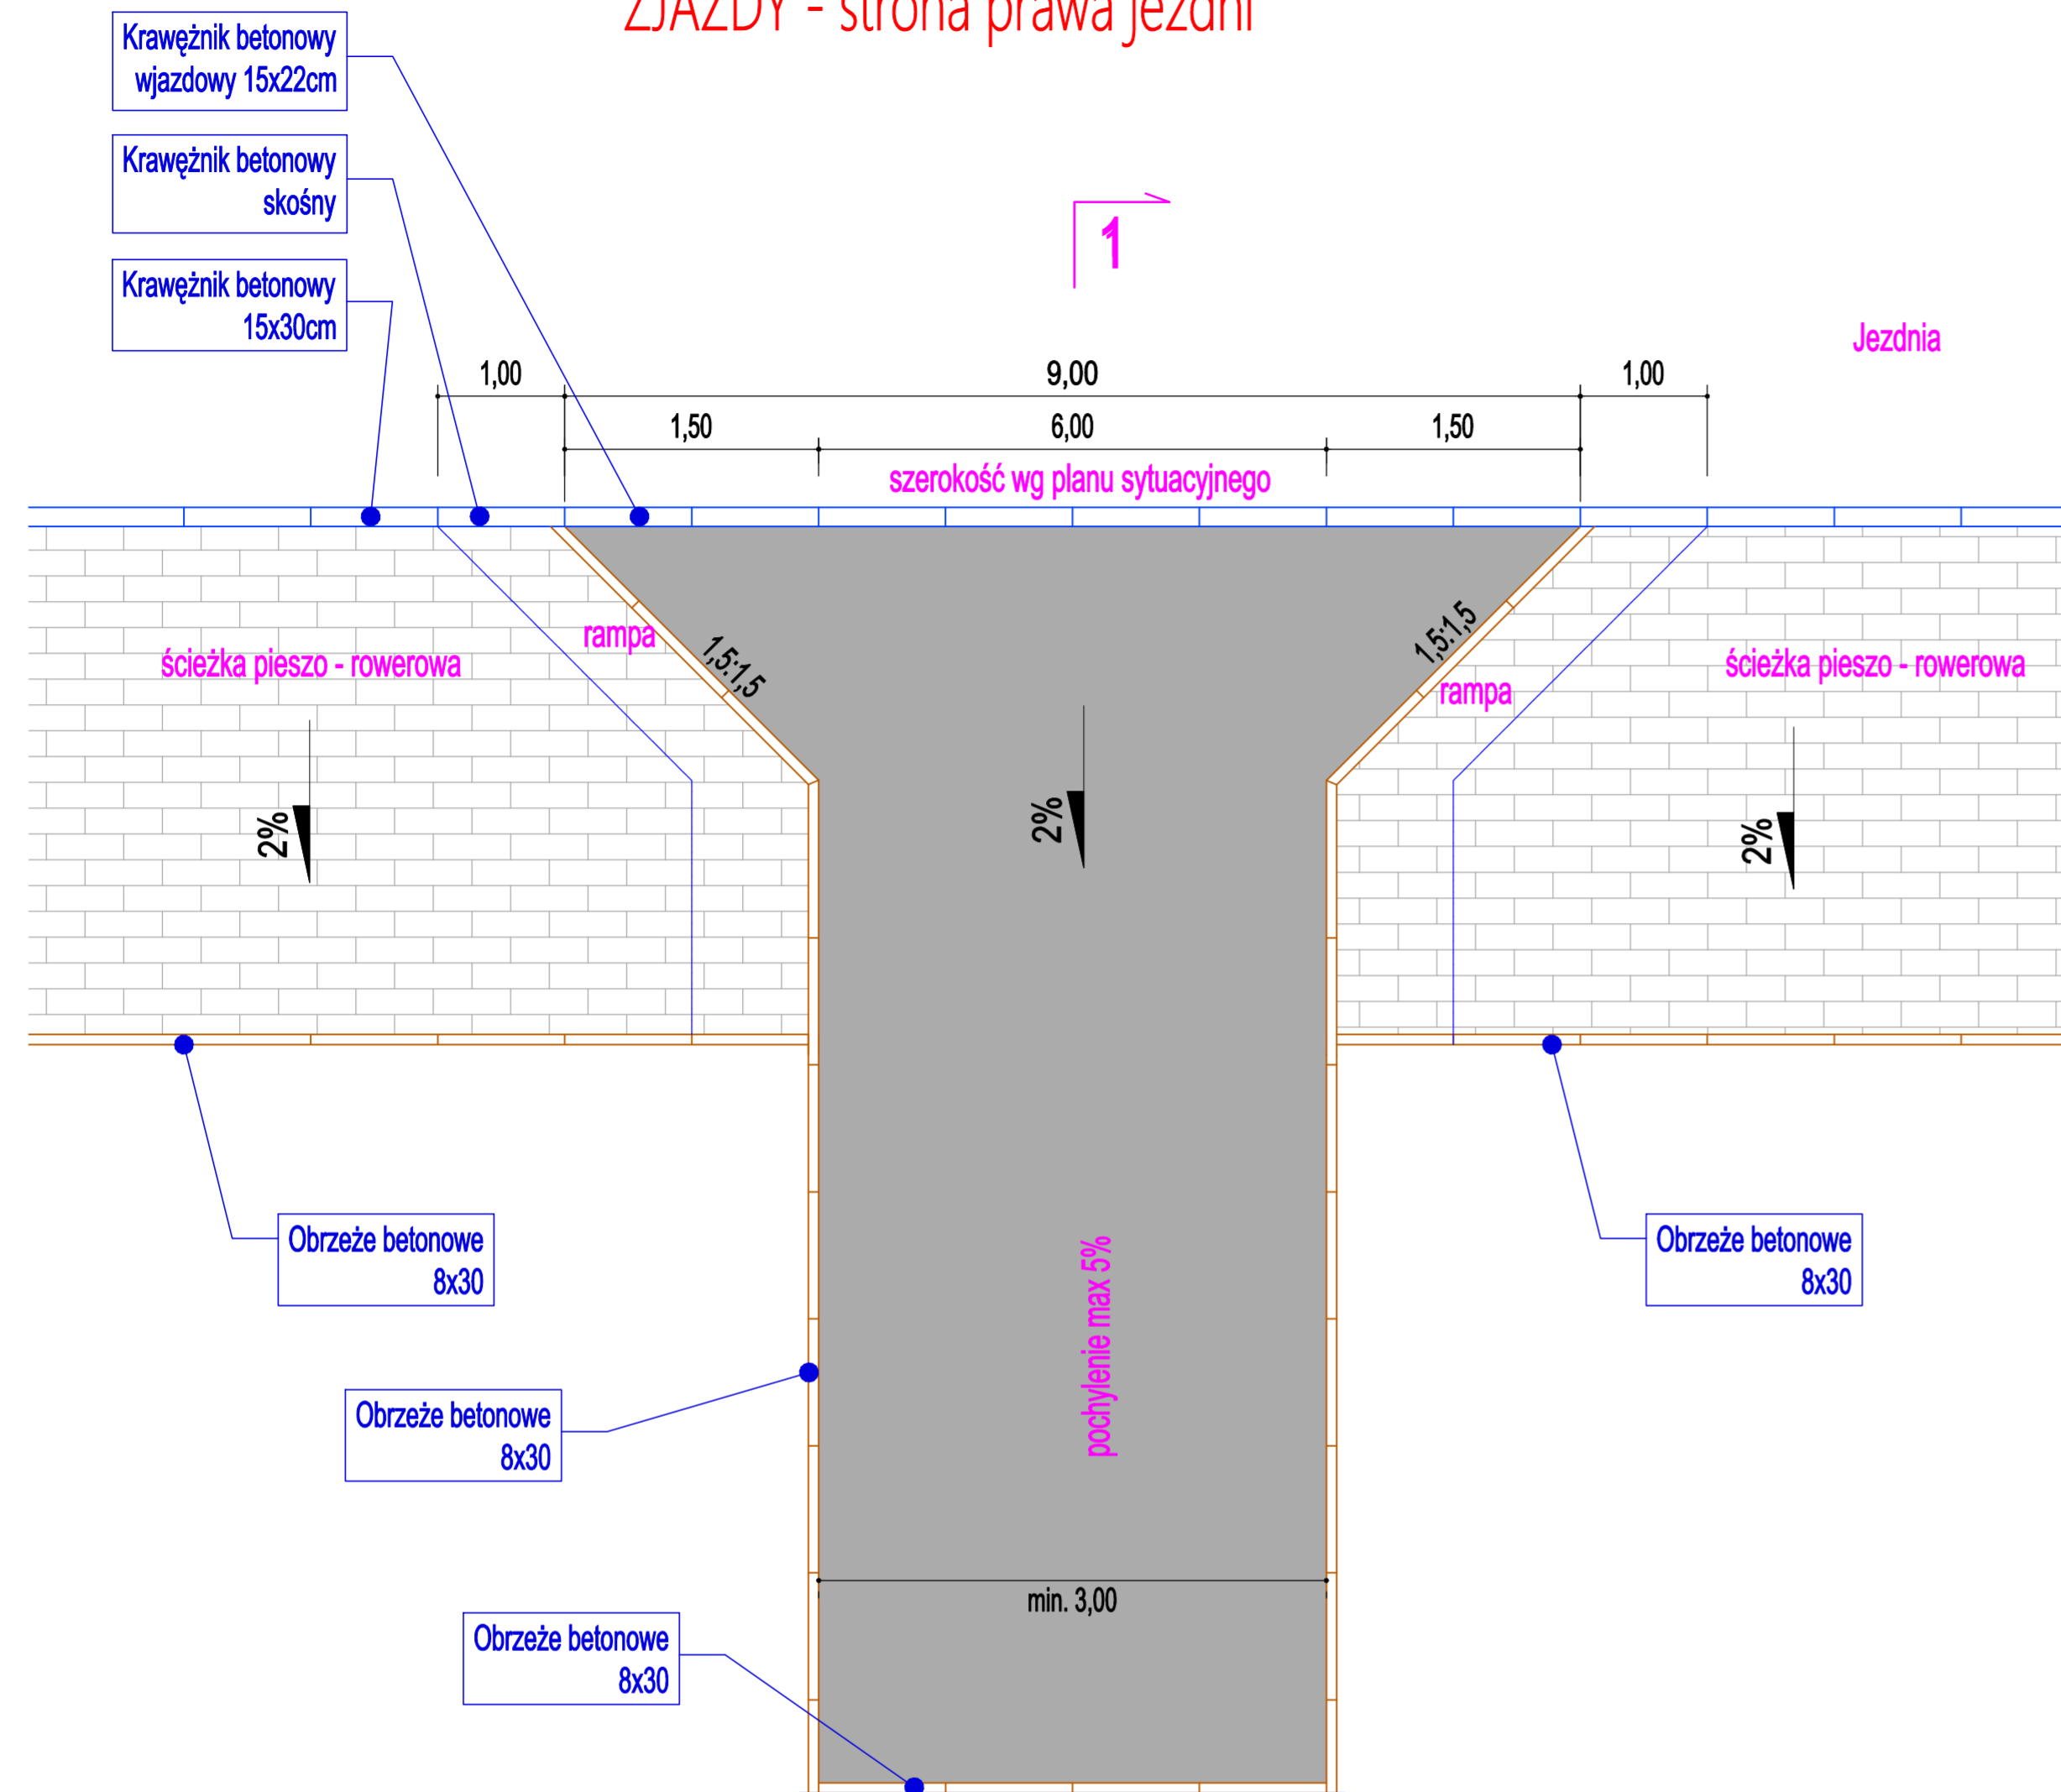 ZJAZDY - strona prawa jezdni
Krawężnik betonowy
wjazdowy 15x22cm
Krawężnik betonowy
skośny
Krawężnik betonowy
15x30cm
1
Jezdnia
1,00
9,00
1,00
1,50
6,00
1,50
szerokość wg planu sytuacyjnego
rampa
1,5:1,5
1,5:1,5
rampa
ścieżka pieszo - rowerowa
ścieżka pieszo - rowerowa
2%
2%
2%
Obrzeże betonowe
8x30
Obrzeże betonowe
8x30
pochylenie max 5%
Obrzeże betonowe
8x30
min. 3,00
Obrzeże betonowe
8x30